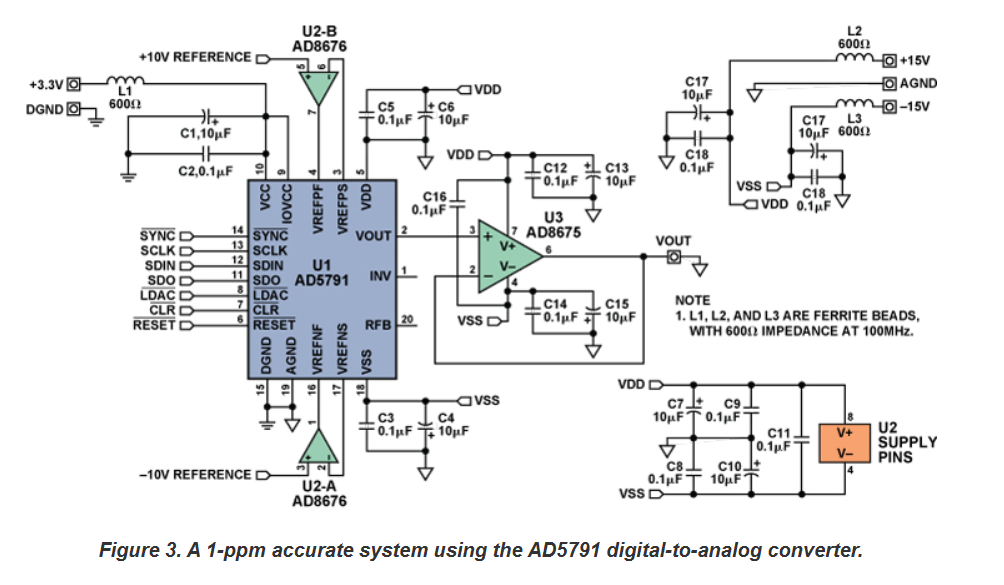 U2-B
AD8676
+10V REFERENCE
5
6
7
+3.3V
L1
600Ω
DGND
C1,10µF
C2,0.1µF
C5
0.1µF
C6
10µF
VDD
10
9
4
3
5
VCC
IOVCC
VREFPF
VREFPS
VDD
SYNC
14
SYNC
SCLK
13
SCLK
SDIN
12
SDIN
SDO
11
SDO
LDAC
8
LDAC
CLR
7
CLR
RESET
6
RESET
U1
AD5791
VOUT
2
INV
1
RFB
20
DGND
AGND
VREFNF
VREFNS
VSS
15
19
16
17
18
VSS
C3
0.1µF
C4
10µF
1
3
2
–10V REFERENCE
U2-A
AD8676
VDD
C12
0.1µF
C13
10µF
C16
0.1µF
U3
AD8675
3
2
7
V+
V–
4
6
VSS
C14
0.1µF
C15
10µF
VOUT
L2
600Ω
+15V
AGND
–15V
L3
600Ω
C17
10µF
C18
0.1µF
C17
10µF
C18
0.1µF
VSS
VDD
NOTE
1. L1, L2, AND L3 ARE FERRITE BEADS,
WITH 600Ω IMPEDANCE AT 100MHz.
VDD
C7
10µF
C9
0.1µF
C11
0.1µF
C8
0.1µF
C10
10µF
VSS
8
V+
V–
4
U2
SUPPLY
PINS
Figure 3. A 1-ppm accurate system using the AD5791 digital-to-analog converter.